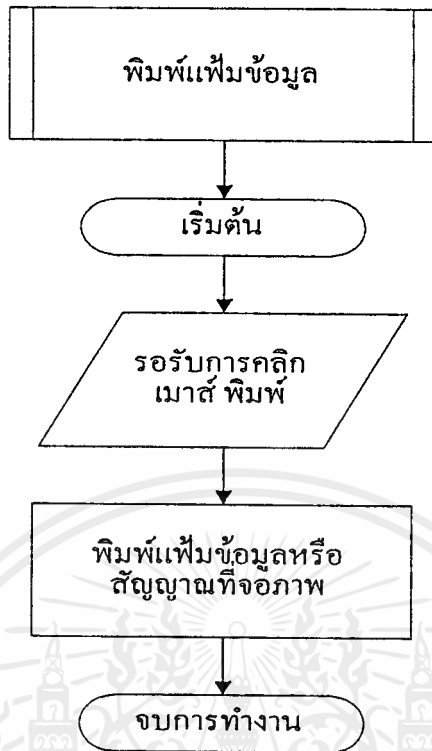 พิมพ์แฟ้มข้อมูล
เริ่มต้น
รอรับการคลิก
เมาส์ พิมพ์
พิมพ์แฟ้มข้อมูลหรือ
สัญญาณที่จอภาพ
จบการทำงาน